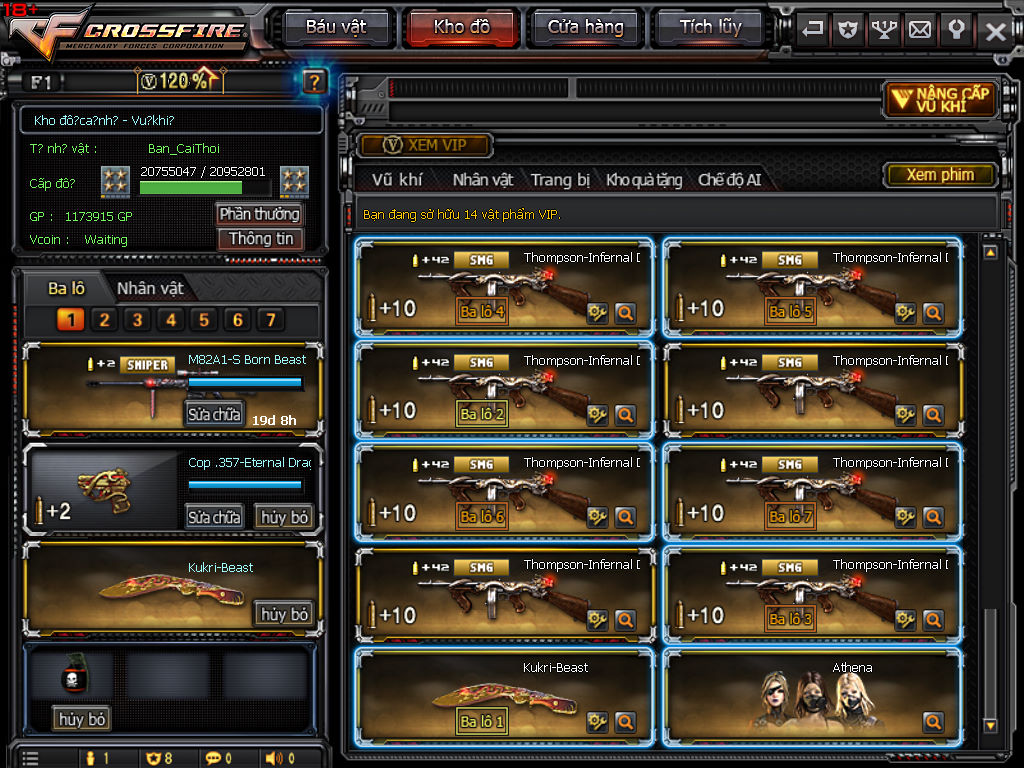 18+
CROSSFIRE
MERCENARY FORCES CORPORATION
Báu vật
Kho đồ
Cửa hàng
Tích lũy
F1
V 120 %
?
Kho đồ?ca?nh? - Vu?khi?
T? nh? vật :
Ban_CaiThoi
Cấp đô?
20755047 / 20952801
GP : 1173915 GP
Phần thưởng
Vcoin : Waiting
Thông tin
NÂNG CẤP
VŨ KHÍ
XEM VIP
Vũ khí
Nhân vật
Trang bị
Kho quà tặng
Chế độ AI
Xem phim
Bạn đang sở hữu 14 vật phẩm VIP.
Ba lô
Nhân vật
1 2 3 4 5 6 7
+2 SNIPER
M82A1-S Born Beast
Sửa chữa
19d 8h
Cop .357-Eternal Drag
+2
Sửa chữa
hủy bỏ
Kukri-Beast
hủy bỏ
hủy bỏ
1
8
0
0
+42 SMG Thompson-Infernal D
+10 Ba lô 4
+42 SMG Thompson-Infernal D
+10 Ba lô 5
+42 SMG Thompson-Infernal D
+10 Ba lô 2
+42 SMG Thompson-Infernal D
+10
+42 SMG Thompson-Infernal D
+10 Ba lô 6
+42 SMG Thompson-Infernal D
+10 Ba lô 7
+42 SMG Thompson-Infernal D
+10
+42 SMG Thompson-Infernal D
+10 Ba lô 3
Kukri-Beast
Ba lô 1
Athena